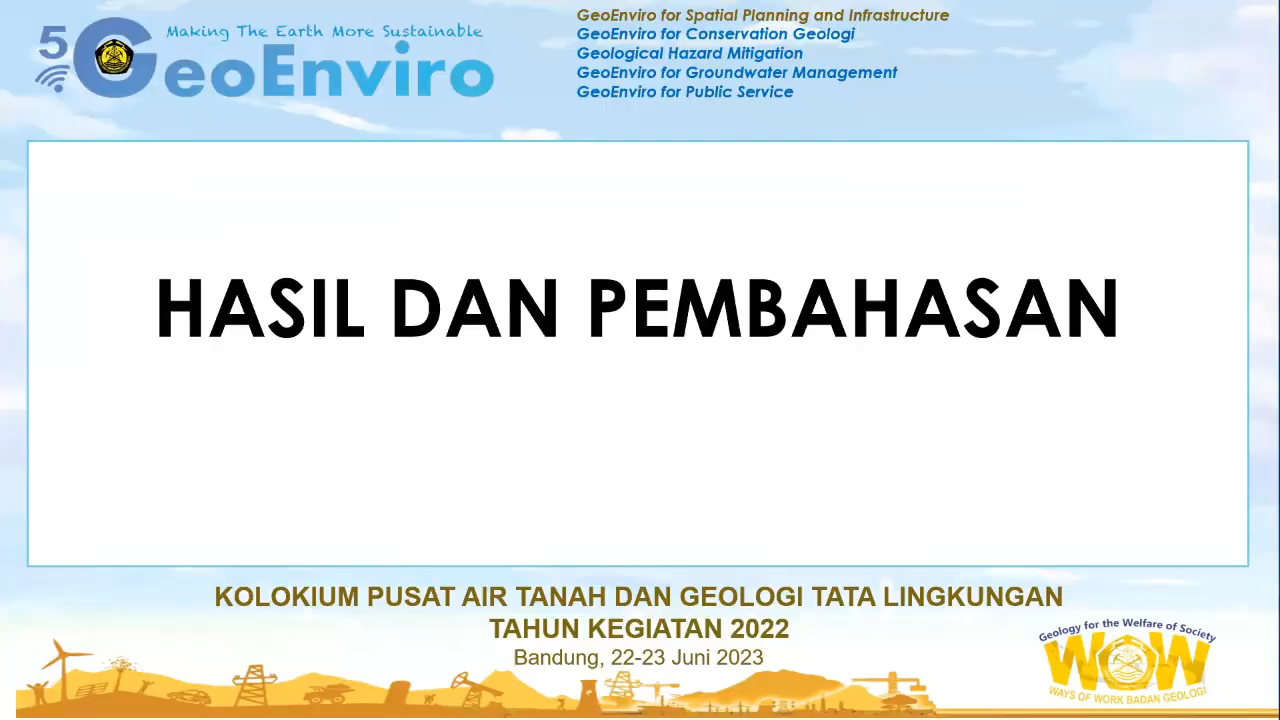 5
GeoEnviro
Making The Earth More Sustainable
GeoEnviro for Spatial Planning and Infrastructure
GeoEnviro for Conservation Geologi
Geological Hazard Mitigation
GeoEnviro for Groundwater Management
GeoEnviro for Public Service
HASIL DAN PEMBAHASAN
KOLOKIUM PUSAT AIR TANAH DAN GEOLOGI TATA LINGKUNGAN
TAHUN KEGIATAN 2022
Bandung, 22-23 Juni 2023
Geology for the Welfare of Society
WOW
WAYS OF WORK BADAN GEOLOGI